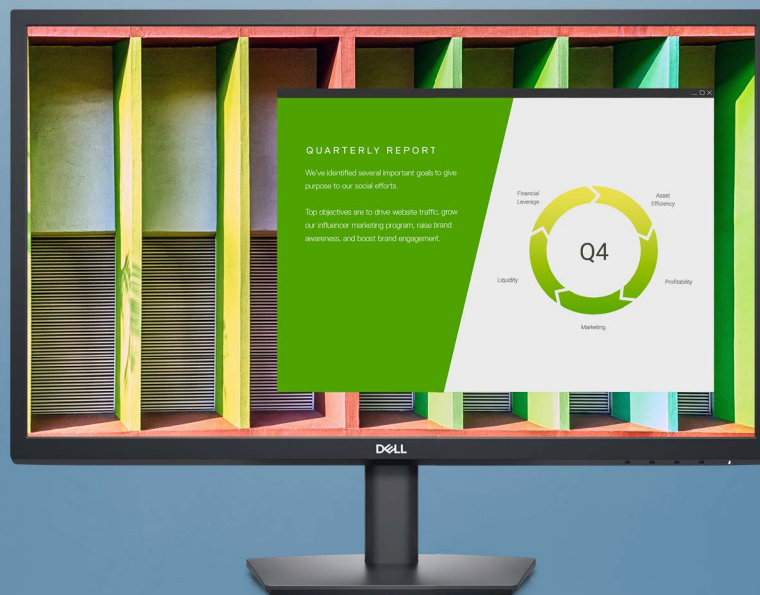 QUARTERLY REPORT
We've identified several important goals to give
purpose to our social efforts.
Top objectives are to drive website traffic, grow
our influencer marketing program, raise brand
awareness, and boost brand engagement.
Financial
Leverage
Asset
Efficiency
Q4
Liquidity
Profitability
Marketing
DELL